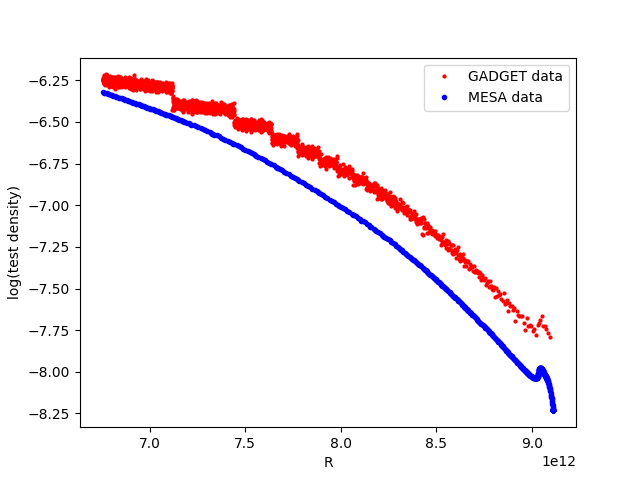 GADGET data
MESA data
−6.25
−6.50
−6.75
−7.00
−7.25
−7.50
−7.75
−8.00
−8.25
log(test density)
7.0 7.5 8.0 8.5 9.0
1e12
R